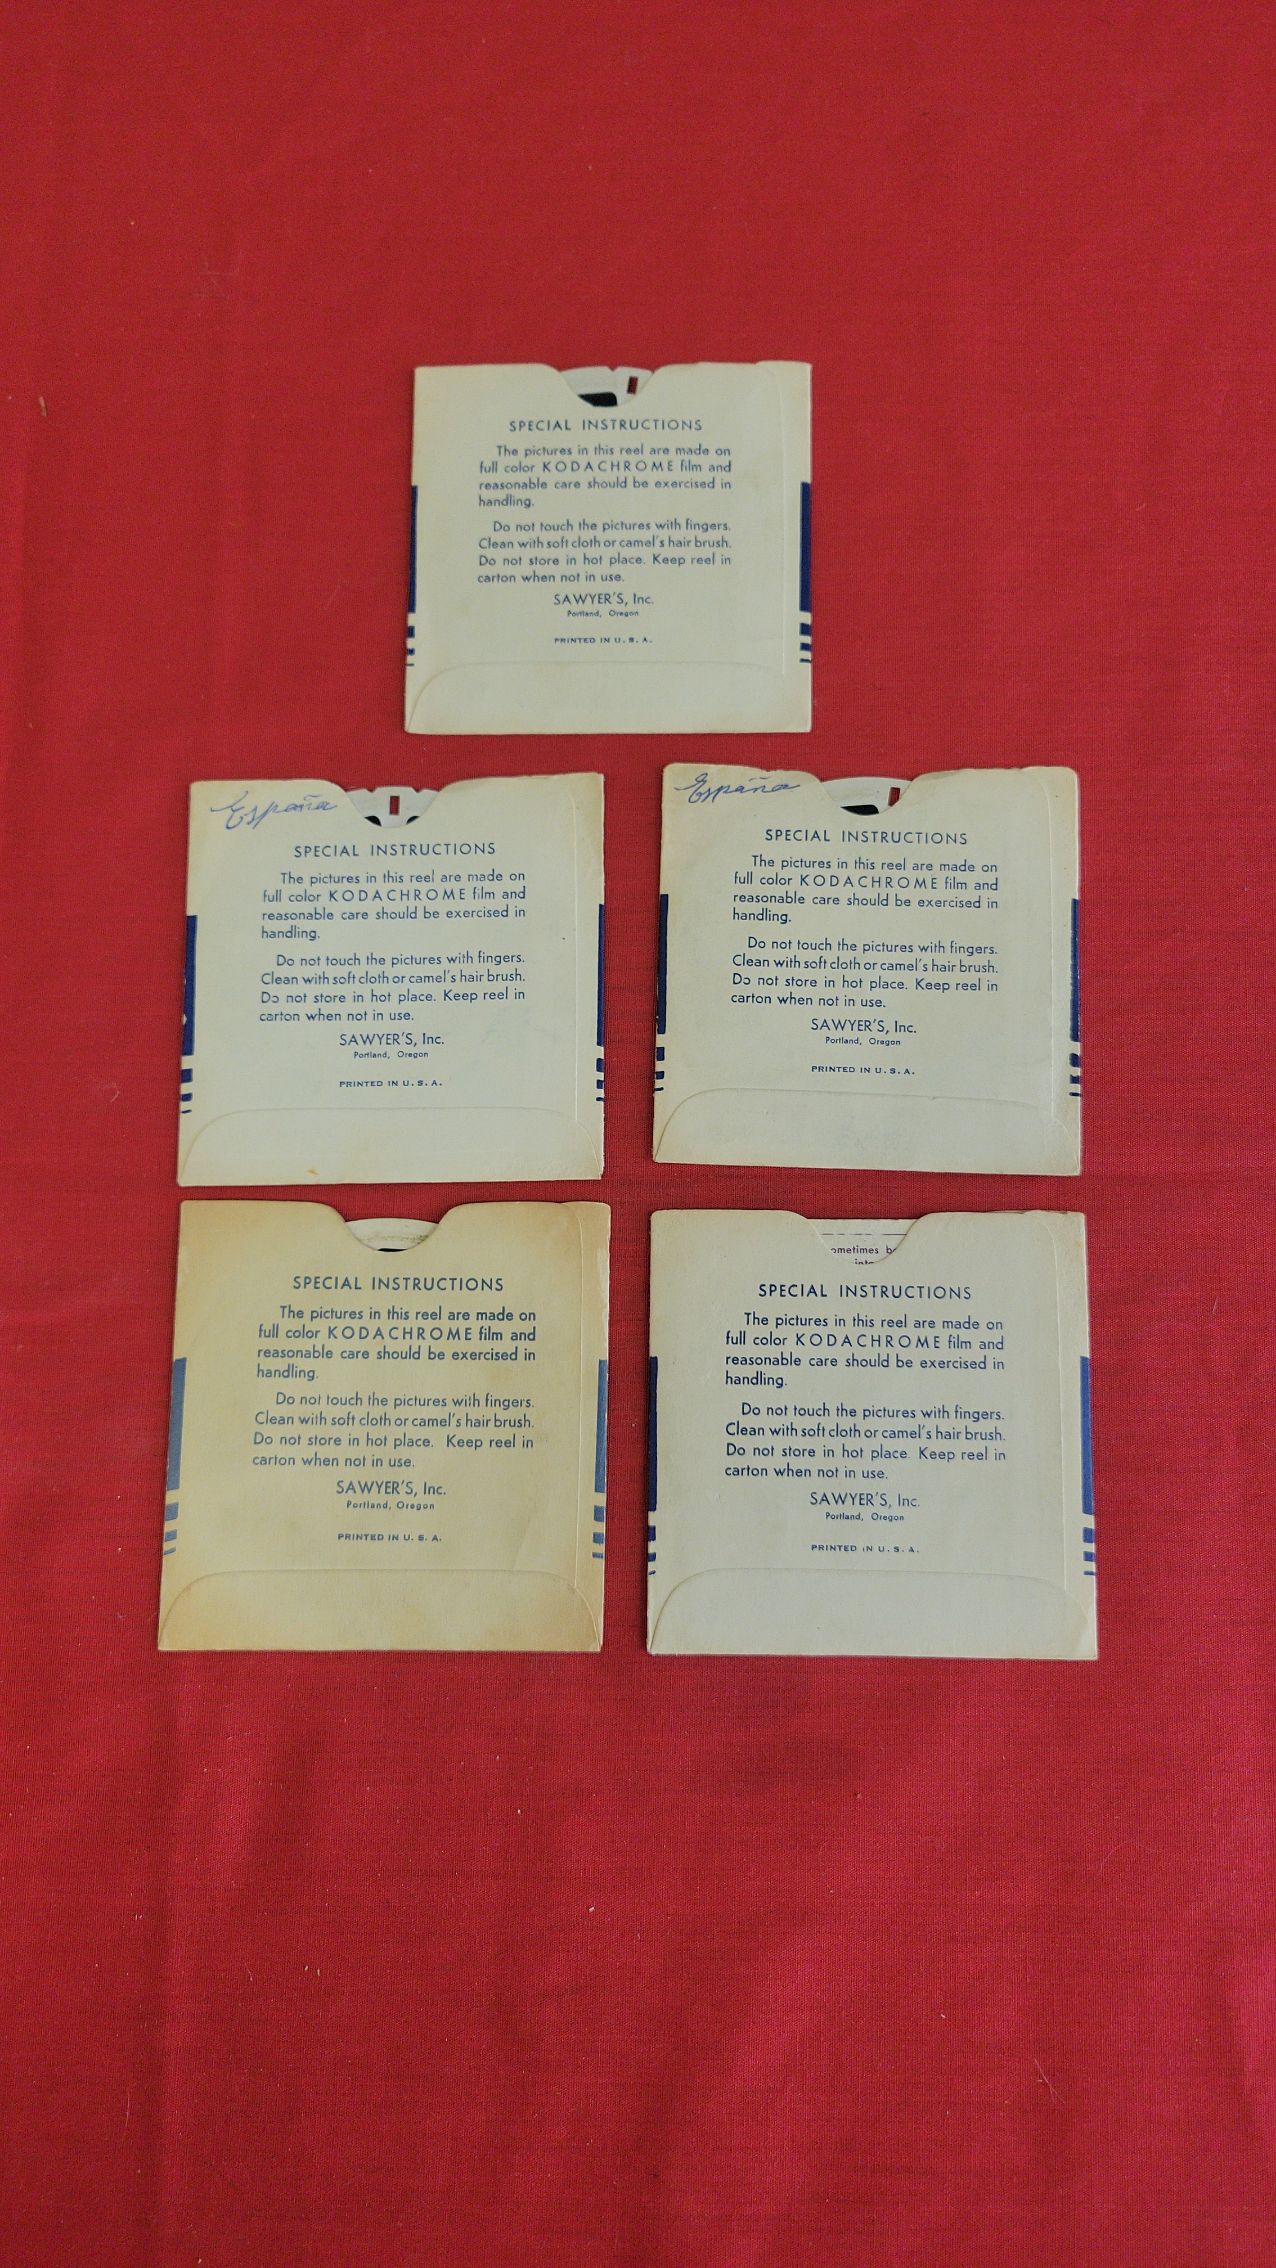 SPECIAL INSTRUCTIONS
The pictures in this reel are made on
full color KODACHROME film and
reasonable care should be exercised in
handling.
Do not touch the pictures with fingers.
Clean with soft cloth or camel's hair brush.
Do not store in hot place. Keep reel in
carton when not in use.
SAWYER'S, Inc.
Portland, Oregon
PRINTED IN U. S. A.
España
SPECIAL INSTRUCTIONS
The pictures in this reel are made on
full color KODACHROME film and
reasonable care should be exercised in
handling.
Do not touch the pictures with fingers.
Clean with soft cloth or camel's hair brush.
Do not store in hot place. Keep reel in
carton when not in use.
SAWYER'S, Inc.
Portland, Oregon
PRINTED IN U. S. A.
España
SPECIAL INSTRUCTIONS
The pictures in this reel are made on
full color KODACHROME film and
reasonable care should be exercised in
handling.
Do not touch the pictures with fingers.
Clean with soft cloth or camel's hair brush.
Do not store in hot place. Keep reel in
carton when not in use.
SAWYER'S, Inc.
Portland, Oregon
PRINTED IN U. S. A.
SPECIAL INSTRUCTIONS
The pictures in this reel are made on
full color KODACHROME film and
reasonable care should be exercised in
handling.
Do not touch the pictures with fingers.
Clean with soft cloth or camel's hair brush.
Do not store in hot place. Keep reel in
carton when not in use.
SAWYER'S, Inc.
Portland, Oregon
PRINTED IN U. S. A.
ometimes b
SPECIAL INSTRUCTIONS
The pictures in this reel are made on
full color KODACHROME film and
reasonable care should be exercised in
handling.
Do not touch the pictures with fingers.
Clean with soft cloth or camel's hair brush.
Do not store in hot place. Keep reel in
carton when not in use.
SAWYER'S, Inc.
Portland, Oregon
PRINTED IN U. S. A.